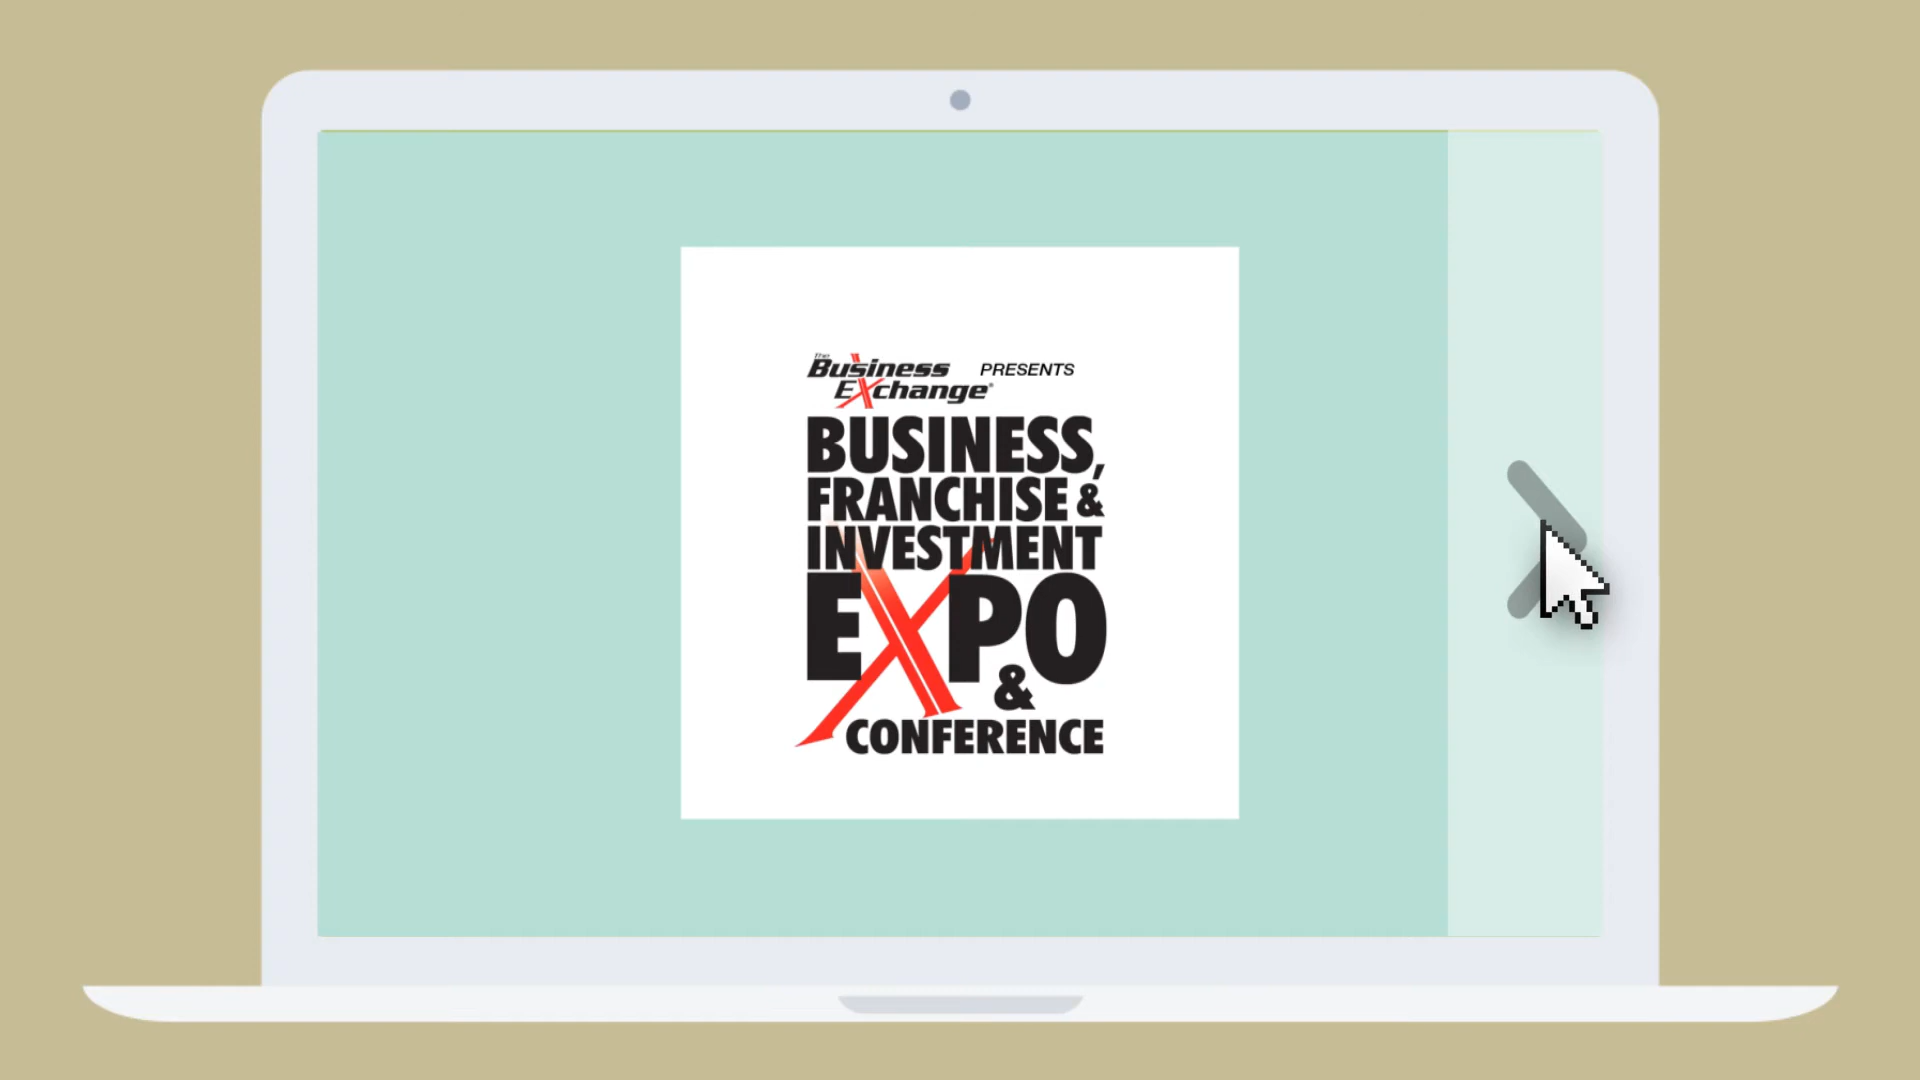 The
Business PRESENTS
Exchange®
BUSINESS,
FRANCHISE &
INVESTMENT
EXPO
&
CONFERENCE